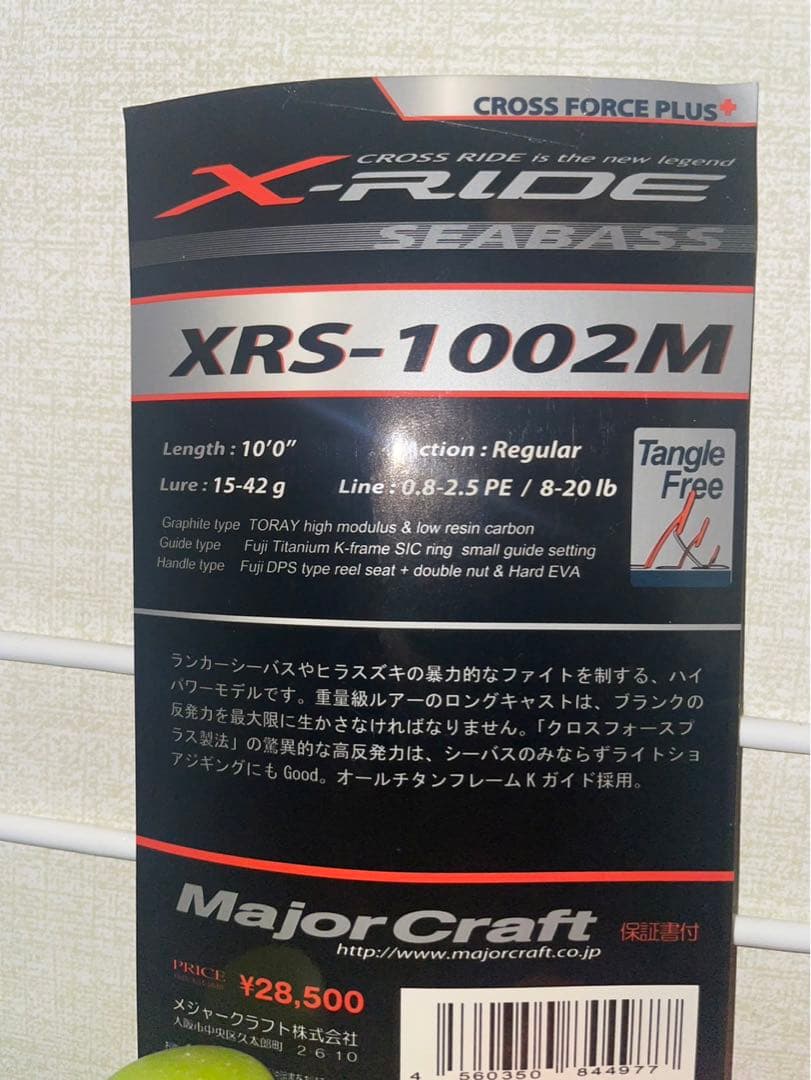 CROSS FORCE PLUS+
CROSS RIDE is the new legend
X-RIDE
SEABASS
XRS-1002M
Length : 10'0" Action : Regular
Lure : 15-42 g Line : 0.8-2.5 PE / 8-20 lb
Tangle
Free
Graphite type TORAY high modulus & low resin carbon
Guide type Fuji Titanium K-frame SIC ring small guide setting
Handle type Fuji DPS type reel seat + double nut & Hard EVA
ランカーシーバスやヒラスズキの暴力的なファイトを制する、ハイ
パワーモデルです。重量級ルアーのロングキャストは、ブランクの
反発力を最大限に生かさなければなりません。「クロスフォースプ
ラス製法」の驚異的な高反発力は、シーバスのみならずライトショ
アジギングにもGood。オールチタンフレームKガイド採用。
Major Craft 保証書付
http://www.majorcraft.co.jp
PRICE ¥28,500
メジャークラフト株式会社
大阪市中央区久太郎町 2610
4 560350 844977